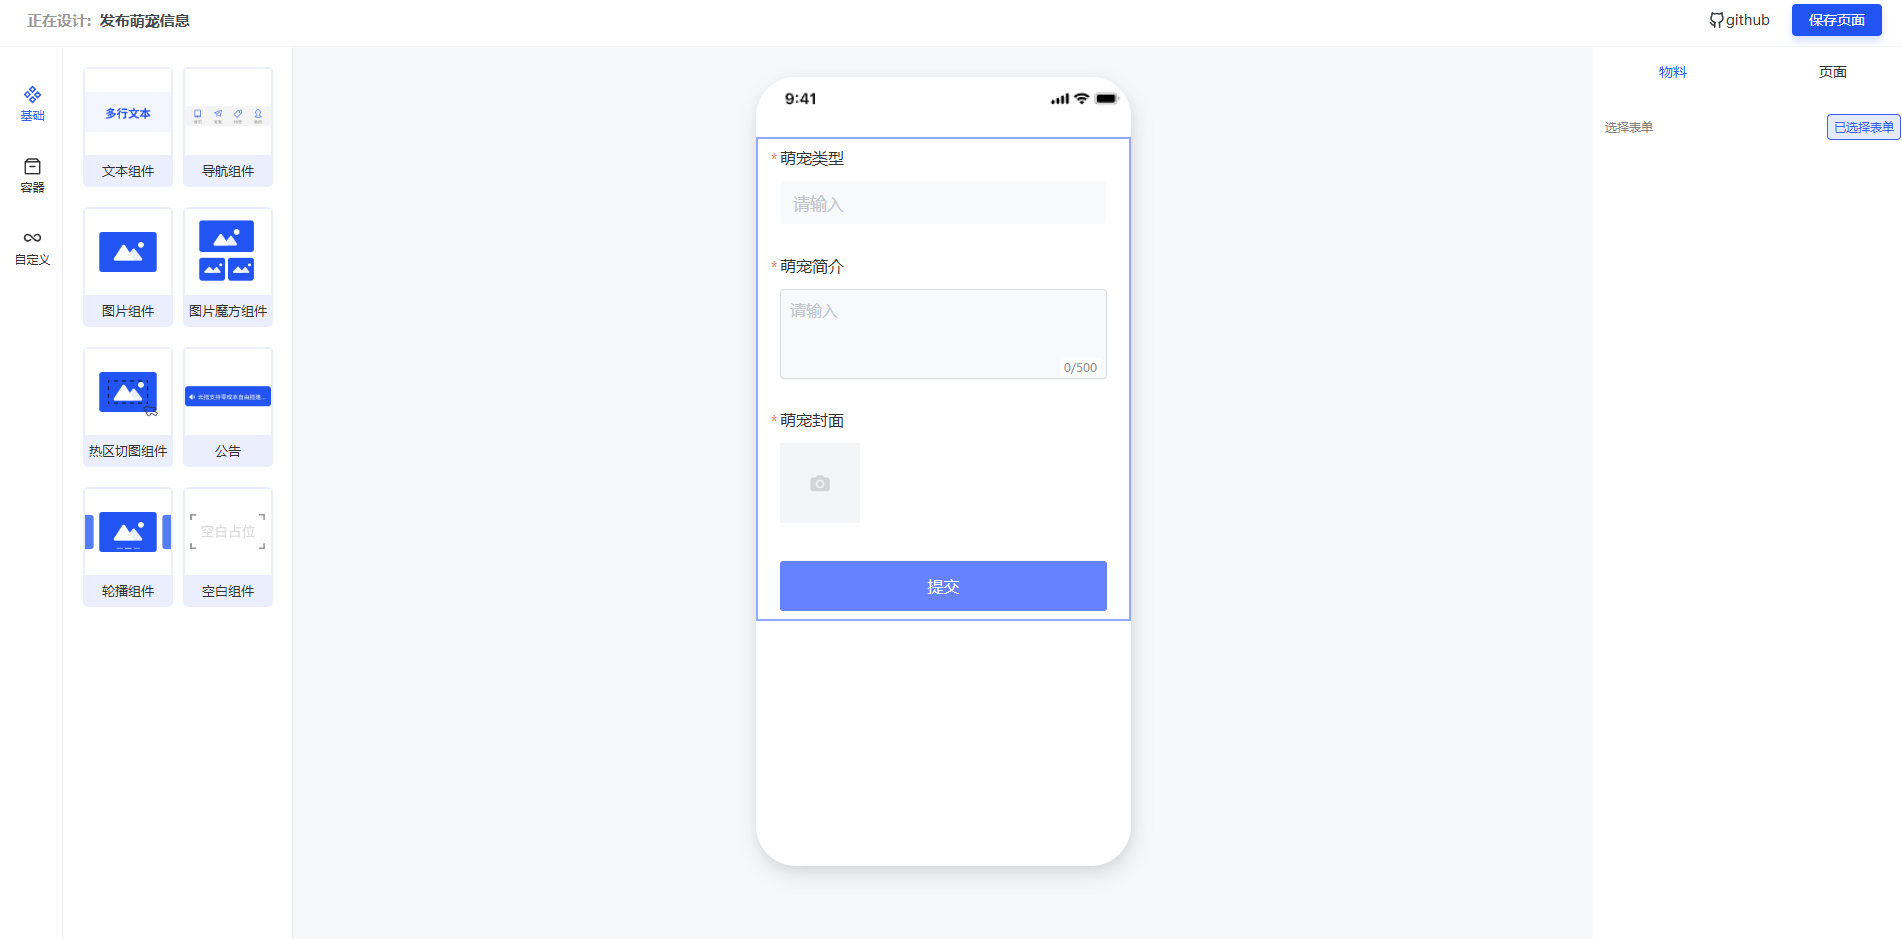 正在设计: 发布萌宠信息
github
保存页面
基础
容器
自定义
多行文本
文本组件
导航组件
图片组件
图片魔方组件
热区切图组件
公告
轮播组件
空白占位
空白组件
9:41
*萌宠类型
请输入
*萌宠简介
请输入
0/500
*萌宠封面
提交
物料
页面
选择表单
已选择表单